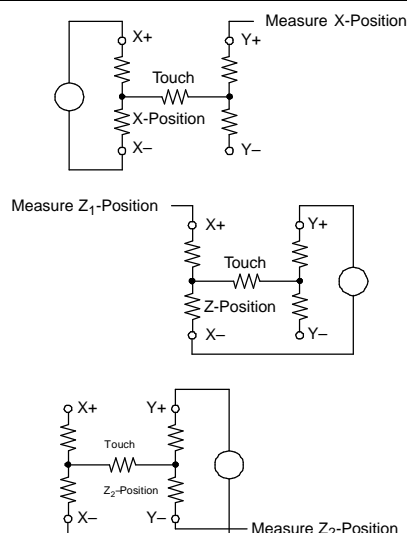 Measure X-Position
X+ Y+
Touch
X-Position
X– Y–
Measure Z1-Position
X+ Y+
Touch
Z-Position
X– Y–
X+ Y+
Touch
Z2-Position
X– Y–
Measure Z2-Position